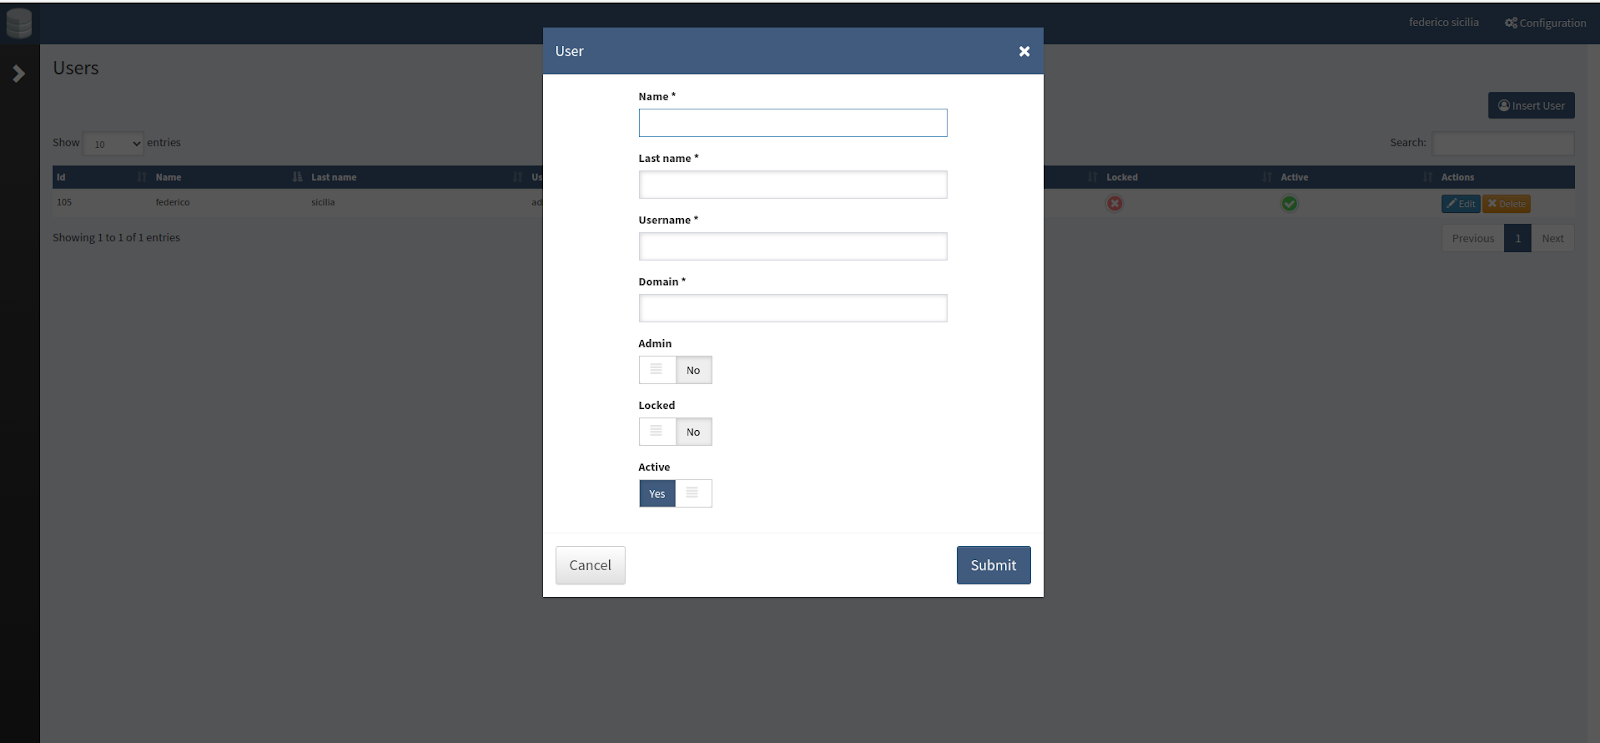 federico sicilia Configuration
Users
Insert User
Show 10 entries
Search:
Id Name Last name Us Locked Active Actions
105 federico sicilia ad Edit Delete
Showing 1 to 1 of 1 entries
Previous 1 Next
User
Name *
Last name *
Username *
Domain *
Admin
No
Locked
No
Active
Yes
Cancel
Submit